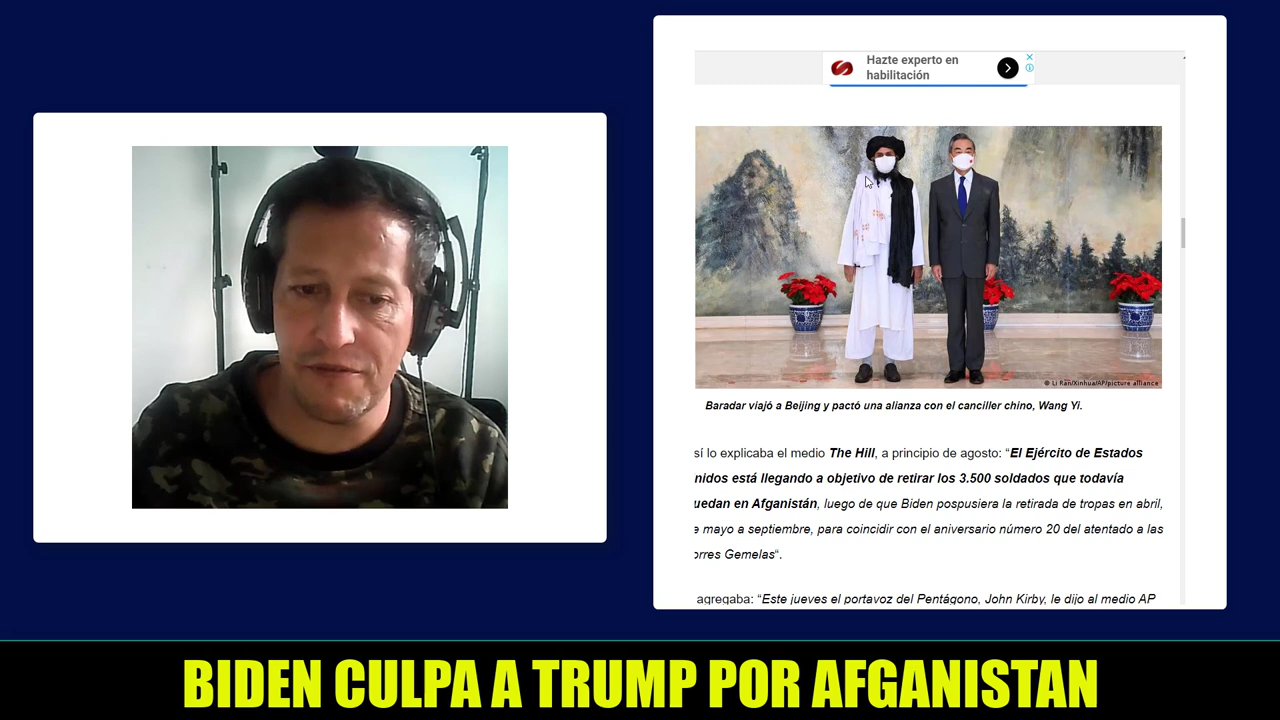 Hazte experto en
habilitación
© Li Ran/Xinhua/AP/picture alliance
Baradar viajó a Beijing y pactó una alianza con el canciller chino, Wang Yi.
sí lo explicaba el medio The Hill, a principio de agosto: “El Ejército de Estados
nidos está llegando a objetivo de retirar los 3.500 soldados que todavía
uedan en Afganistán, luego de que Biden pospusiera la retirada de tropas en abril,
e mayo a septiembre, para coincidir con el aniversario número 20 del atentado a las
orres Gemelas“.
agregaba: “Este jueves el portavoz del Pentágono, John Kirby, le dijo al medio AP
BIDEN CULPA A TRUMP POR AFGANISTAN